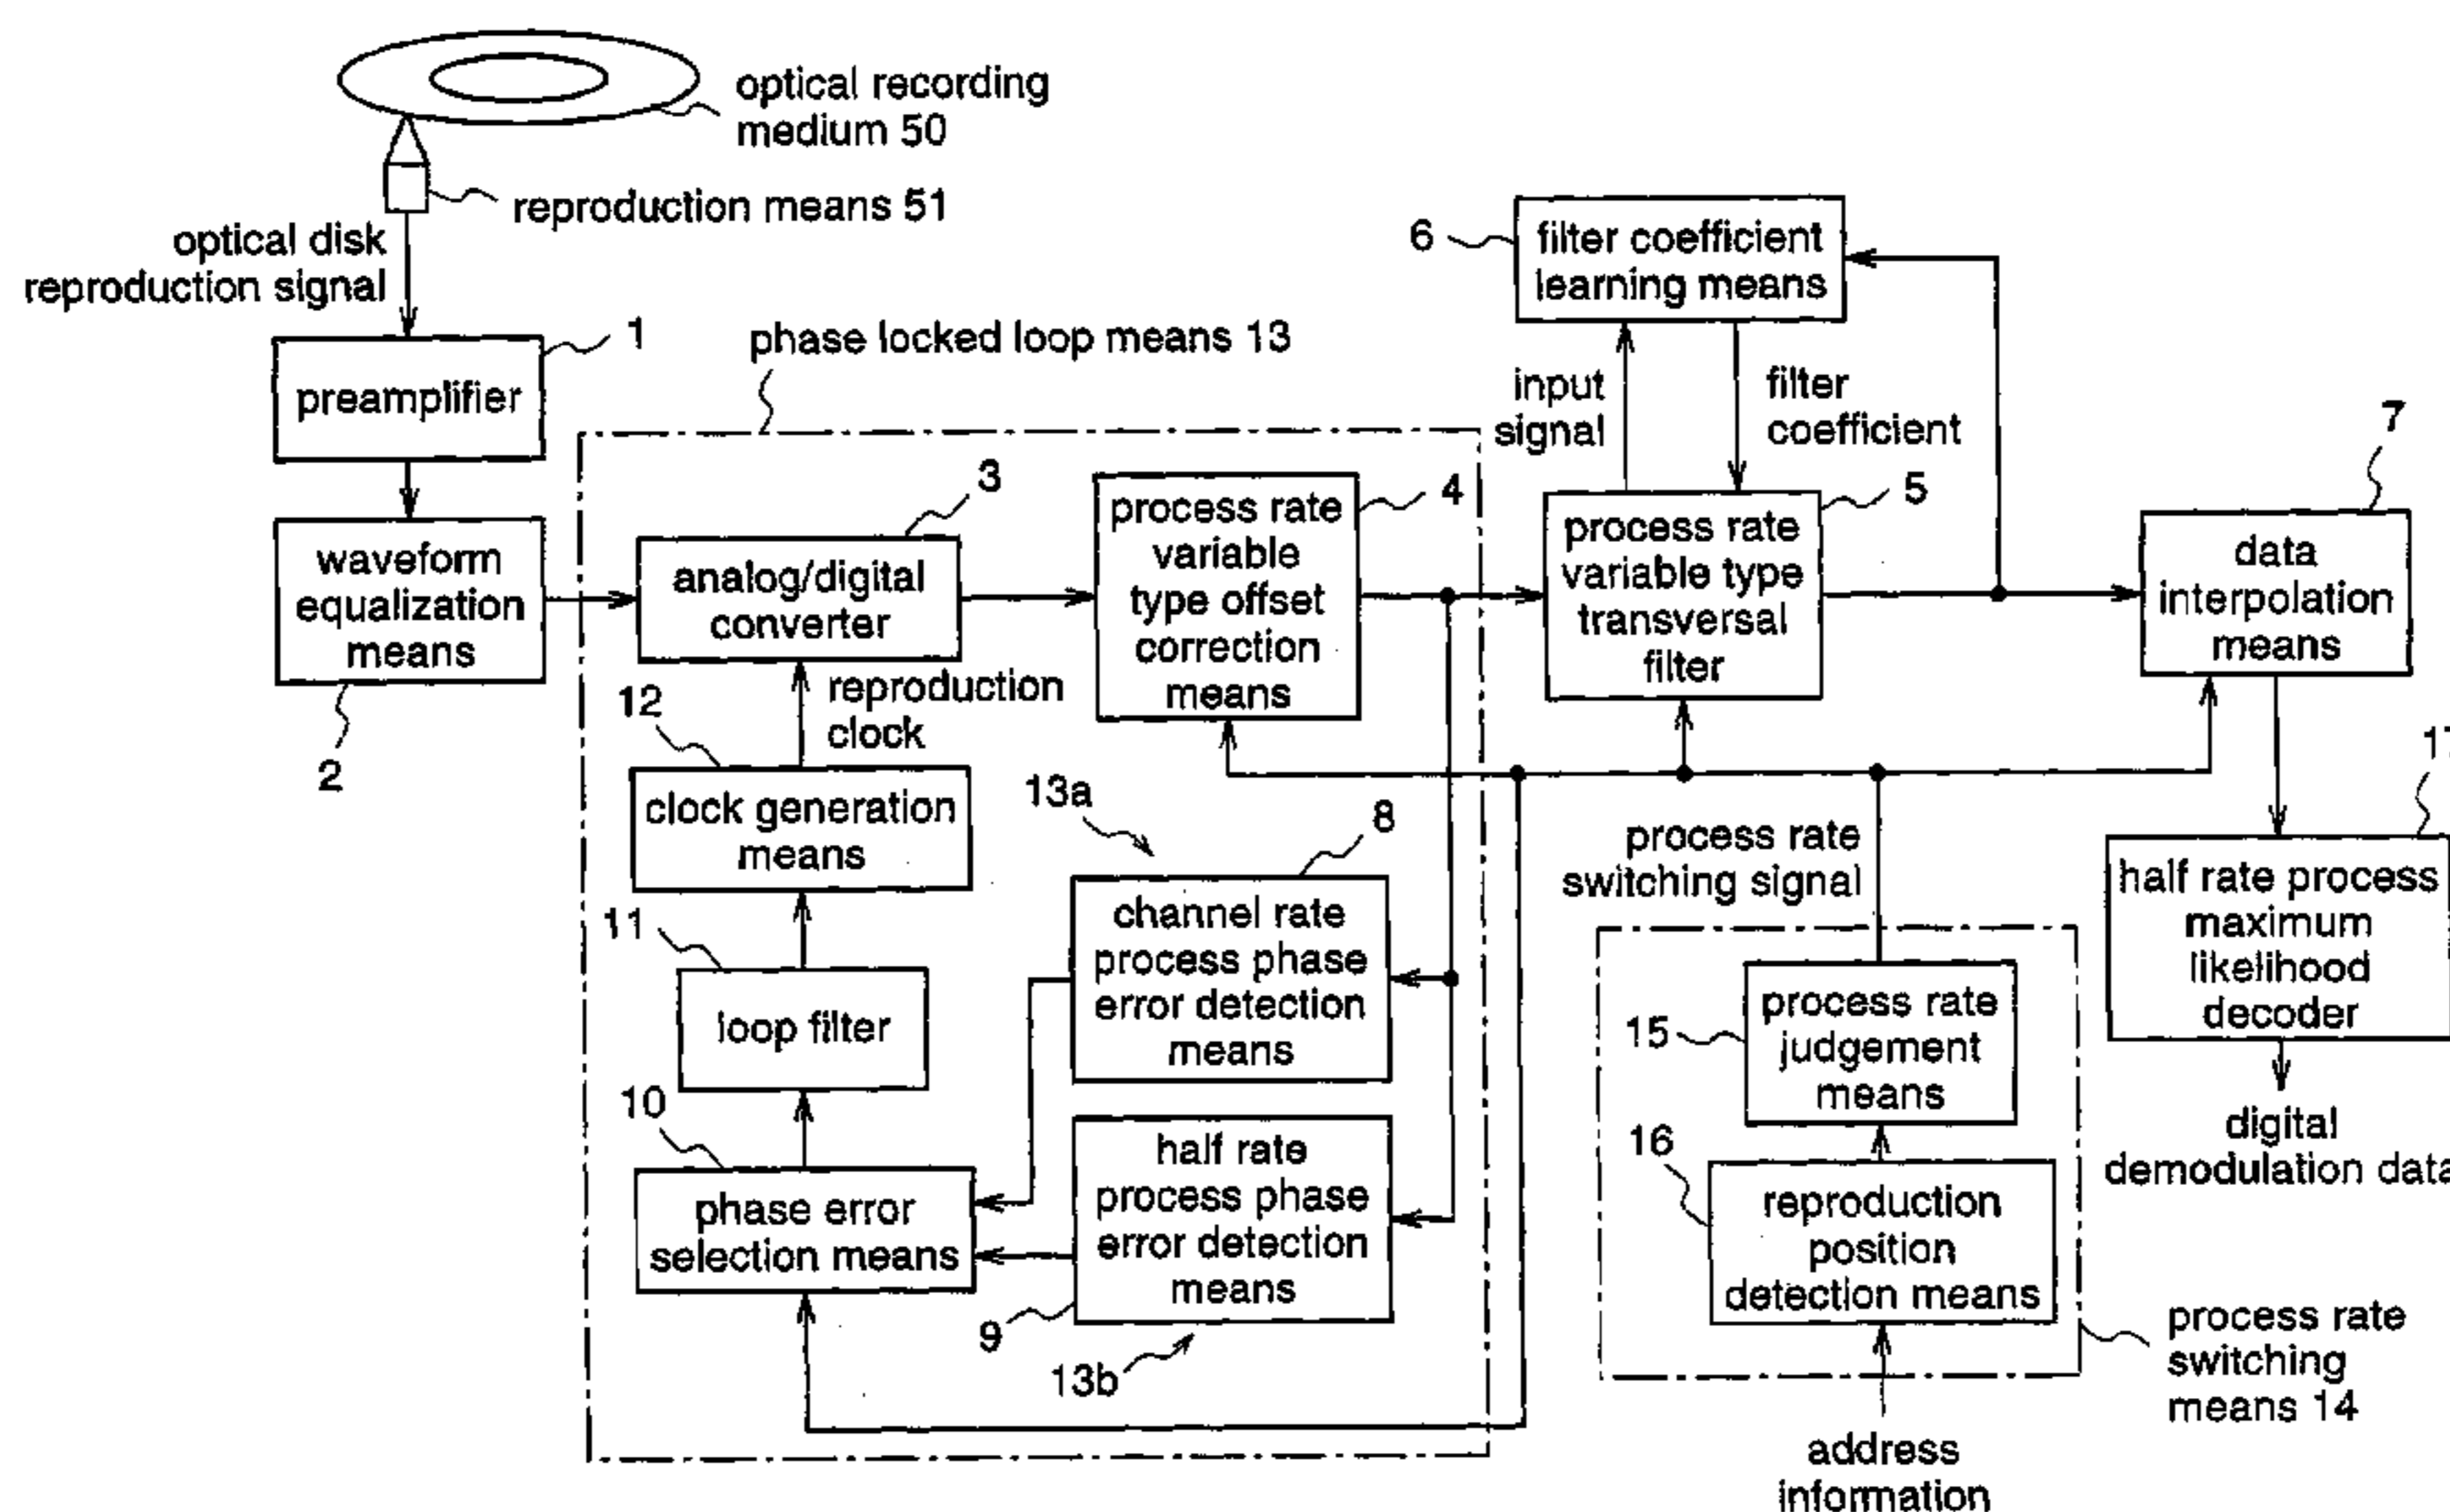 optical recording
medium 50
reproduction means 51
optical disk
reproduction signal
1
preamplifier
waveform
equalization
means
2
phase locked loop means 13
3
analog/digital
converter
4
process rate
variable
type offset
correction
means
reproduction
clock
12
clock generation
means
11
loop filter
10
phase error
selection means
13a
8
channel rate
process phase
error detection
means
half rate
process phase
error detection
means
9
13b
6
filter coefficient
learning means
input
signal
filter
coefficient
5
process rate
variable type
transversal
filter
7
data
interpolation
means
process rate
switching signal
15
process rate
judgement
means
16
reproduction
position
detection means
process rate
switching
means 14
address
information
half rate process
maximum
likelihood
decoder
digital
demodulation data